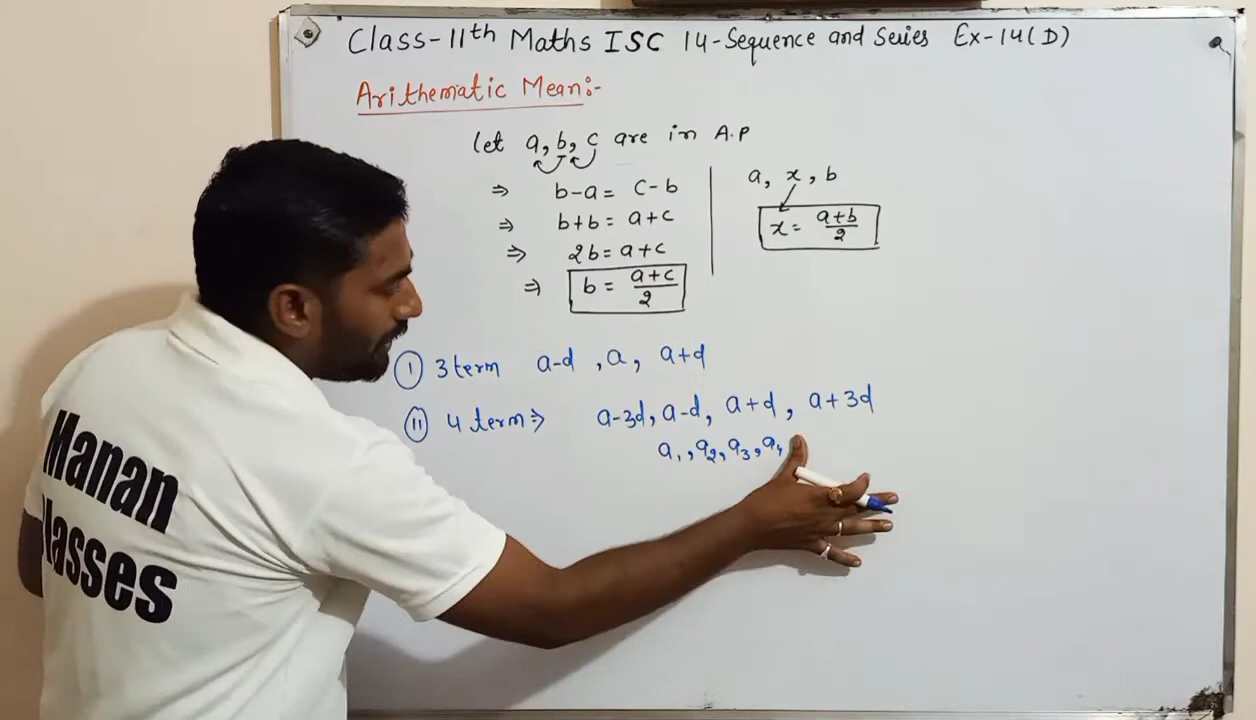 Class-11th Maths ISC 14-Sequence and Series Ex-14(D)
Arithematic Mean:-
let a, b, c are in A.P
⇒ b-a = c-b
⇒ b+b = a+c
⇒ 2b = a+c
⇒ b = a+c/2
a, x, b
x = a+b/2
(I) 3 term a-d , a, a+d
(II) 4 term ⇒ a-3d, a-d, a+d, a+3d
a₁, a₂, a₃, a₄
Manan
lasses